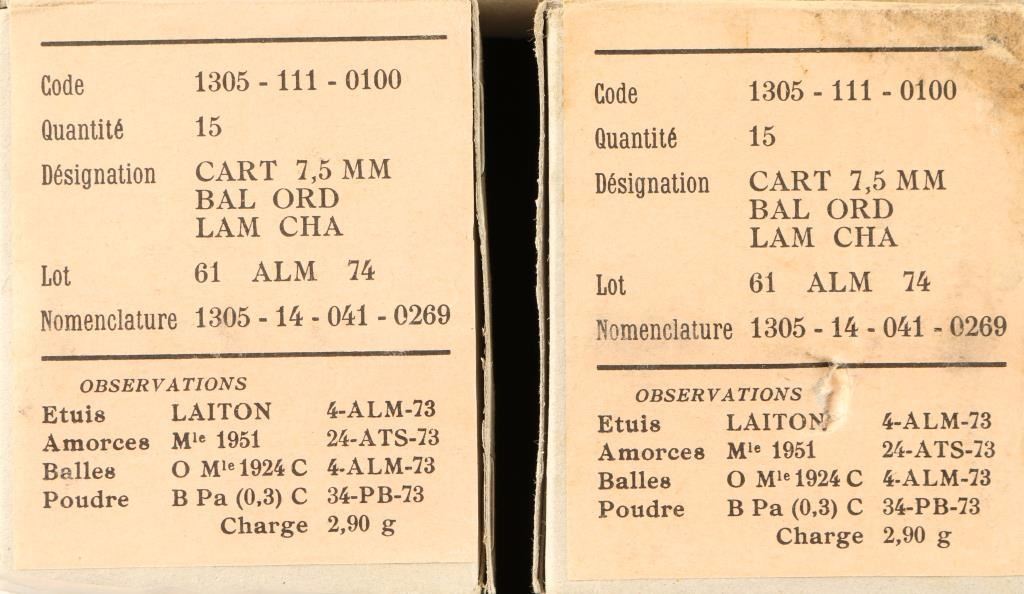 Code 1305 - 111 - 0100
Quantité 15
Désignation CART 7,5 MM
BAL ORD
LAM CHA
Lot 61 ALM 74
Nomenclature 1305 - 14 - 041 - 0269
OBSERVATIONS
Etuis LAITON 4-ALM-73
Amorces Mle 1951 24-ATS-73
Balles O Mle 1924 C 4-ALM-73
Poudre B Pa (0,3) C 34-PB-73
Charge 2,90 g
Code 1305 - 111 - 0100
Quantité 15
Désignation CART 7,5 MM
BAL ORD
LAM CHA
Lot 61 ALM 74
Nomenclature 1305 - 14 - 041 - 0269
OBSERVATIONS
Etuis LAITON 4-ALM-73
Amorces Mle 1951 24-ATS-73
Balles O Mle 1924 C 4-ALM-73
Poudre B Pa (0,3) C 34-PB-73
Charge 2,90 g